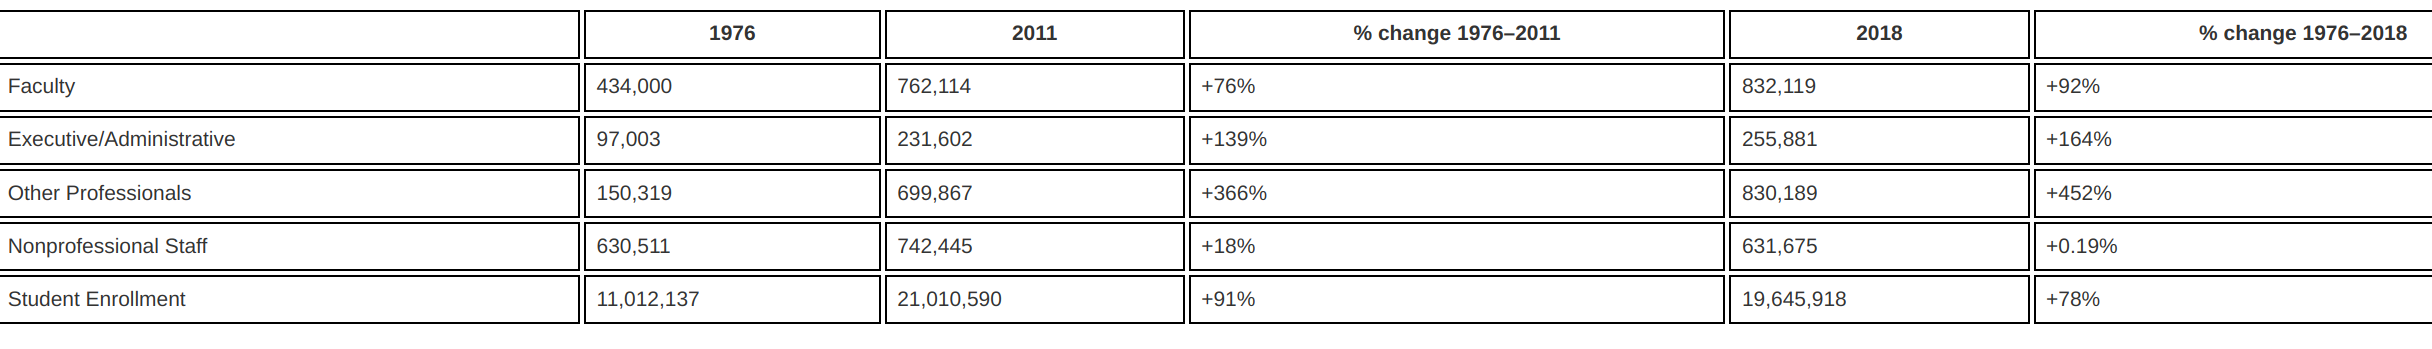 1976 2011 % change 1976–2011 2018 % change 1976–2018
Faculty 434,000 762,114 +76% 832,119 +92%
Executive/Administrative 97,003 231,602 +139% 255,881 +164%
Other Professionals 150,319 699,867 +366% 830,189 +452%
Nonprofessional Staff 630,511 742,445 +18% 631,675 +0.19%
Student Enrollment 11,012,137 21,010,590 +91% 19,645,918 +78%